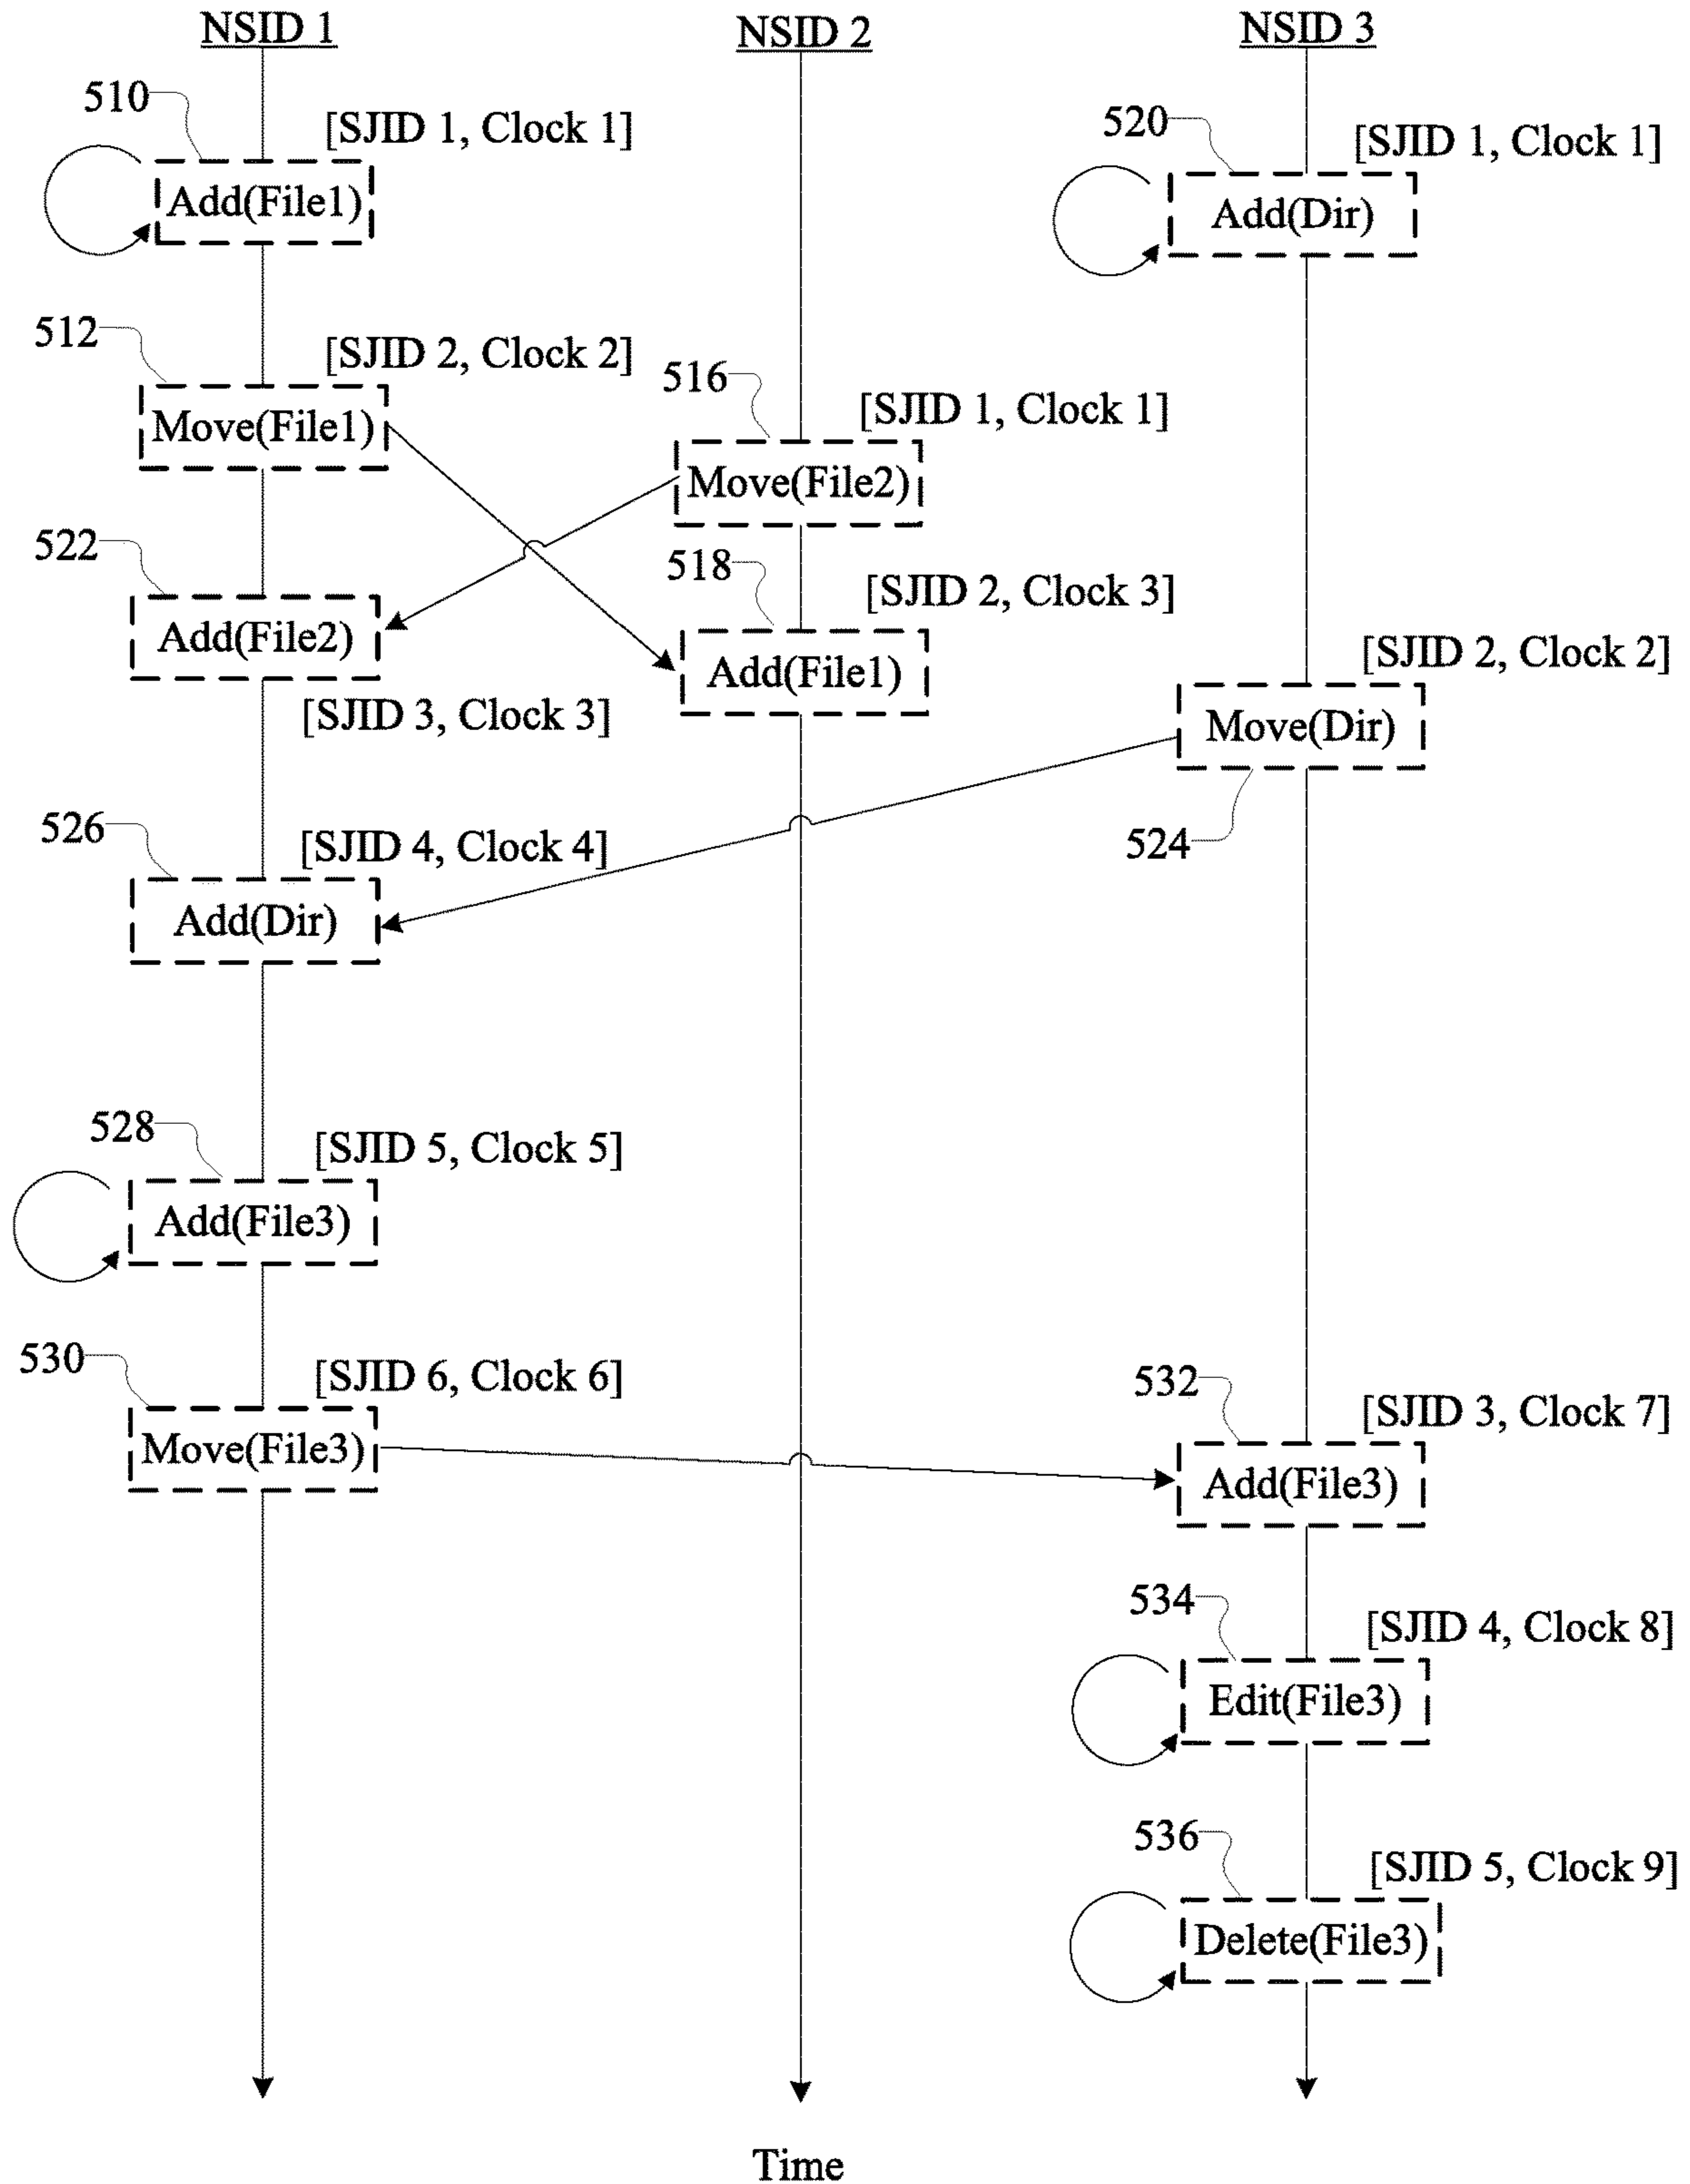 NSID 1
NSID 2
NSID 3
510
[SJID 1, Clock 1]
Add(File1)
520
[SJID 1, Clock 1]
Add(Dir)
512
[SJID 2, Clock 2]
Move(File1)
516
[SJID 1, Clock 1]
Move(File2)
522
Add(File2)
[SJID 3, Clock 3]
518
[SJID 2, Clock 3]
Add(File1)
[SJID 2, Clock 2]
Move(Dir)
524
526
[SJID 4, Clock 4]
Add(Dir)
528
[SJID 5, Clock 5]
Add(File3)
530
[SJID 6, Clock 6]
Move(File3)
532
[SJID 3, Clock 7]
Add(File3)
534
[SJID 4, Clock 8]
Edit(File3)
536
[SJID 5, Clock 9]
Delete(File3)
Time